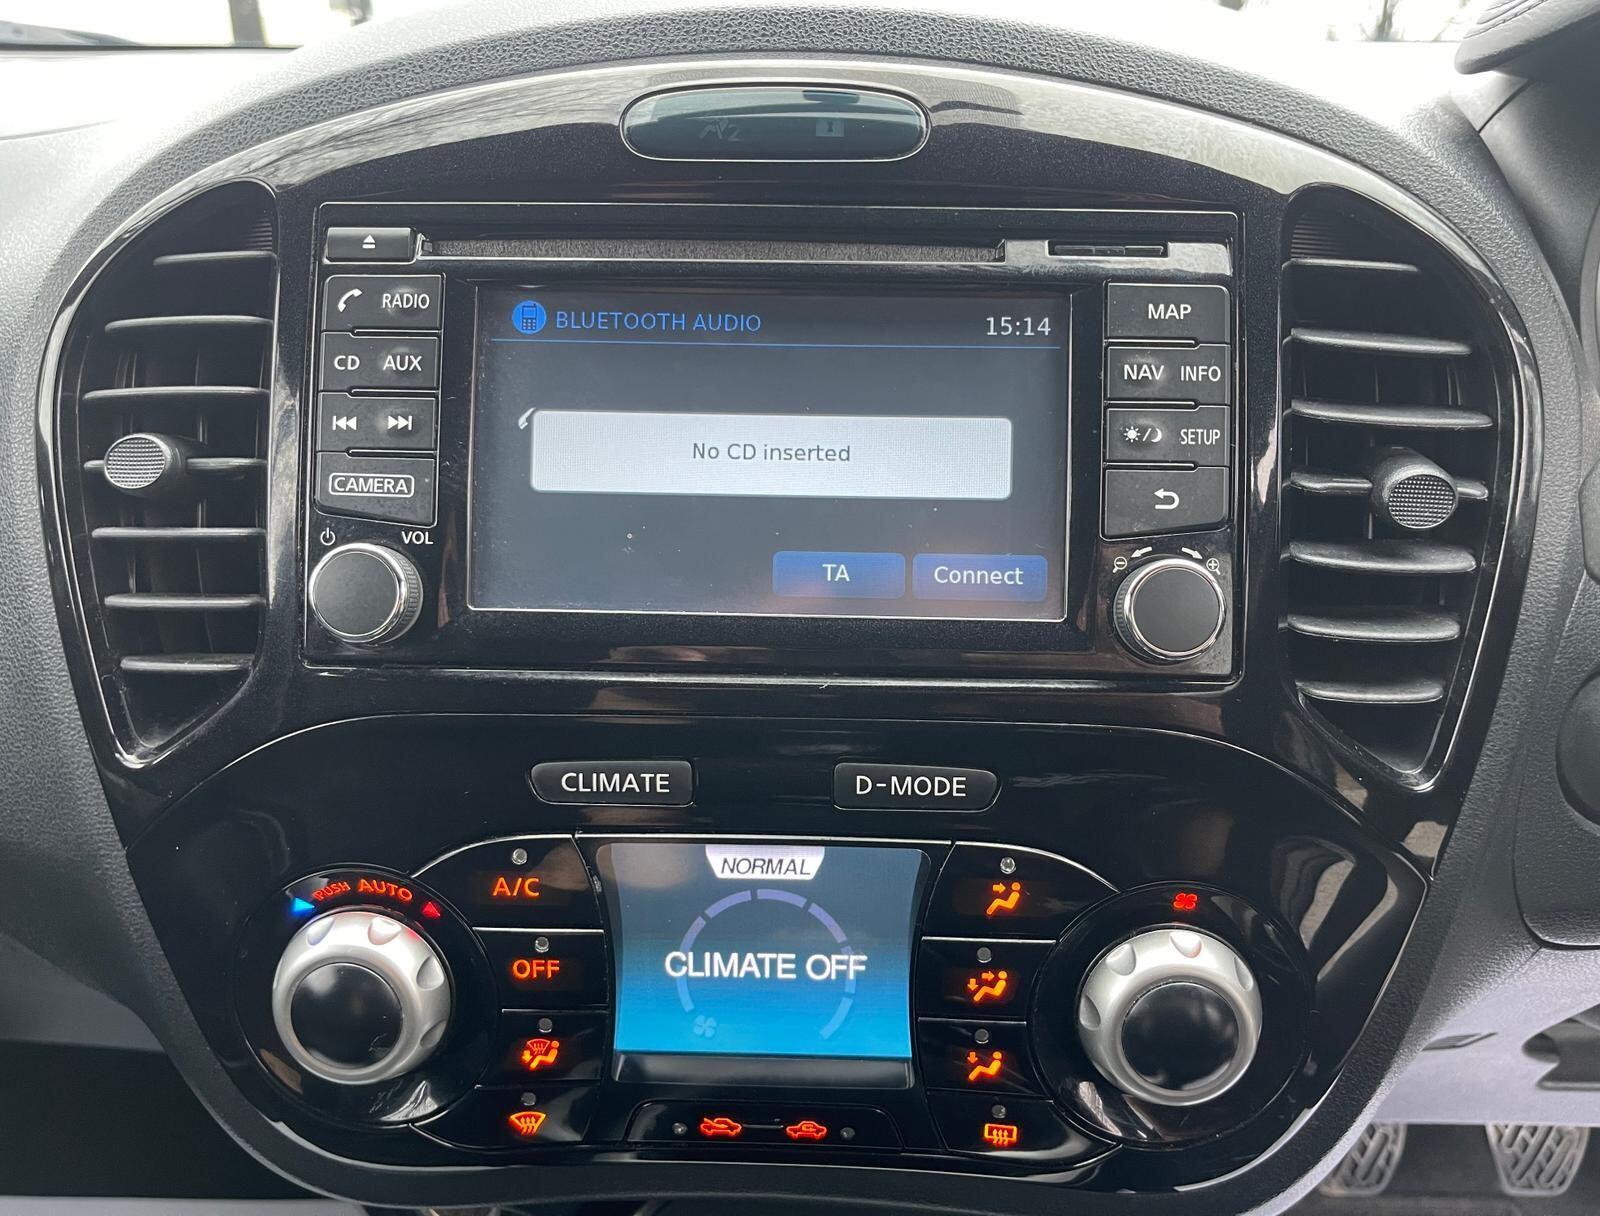 RADIO
CD AUX
CAMERA
VOL
BLUETOOTH AUDIO 15:14
No CD inserted
TA Connect
MAP
NAV INFO
SETUP
CLIMATE D-MODE
PUSH AUTO
A/C
OFF
NORMAL
CLIMATE OFF